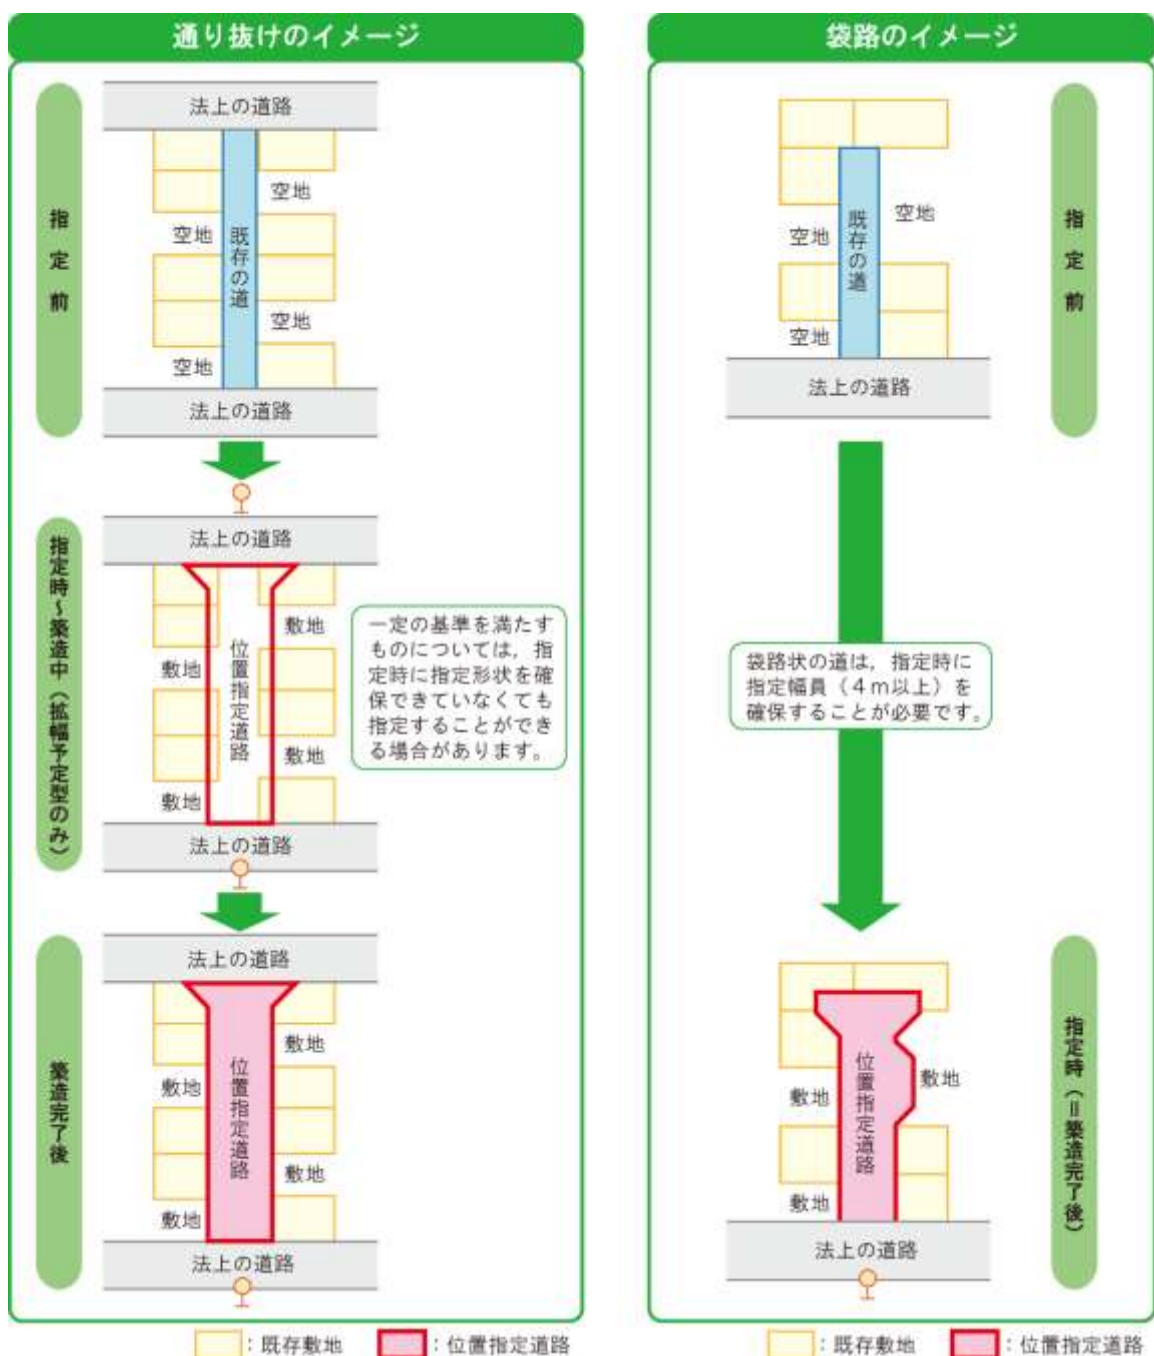 通り抜けのイメージ
指定前
法上の道路
空地
空地
既存の道
空地
空地
法上の道路
指定時～築造中（拡幅予定型のみ）
法上の道路
敷地
敷地
位置指定道路
敷地
敷地
法上の道路
一定の基準を満たす
ものについては，指
定時に指定形状を確
保できていなくても
指定することができ
る場合があります。
築造完了後
法上の道路
敷地
敷地
位置指定道路
敷地
敷地
法上の道路
：既存敷地
：位置指定道路
袋路のイメージ
指定前
空地
空地
既存の道
空地
法上の道路
袋路状の道は，指定時に
指定幅員（４ｍ以上）を
確保することが必要です。
指定時（＝築造完了後）
敷地
敷地
位置指定道路
敷地
法上の道路
：既存敷地
：位置指定道路